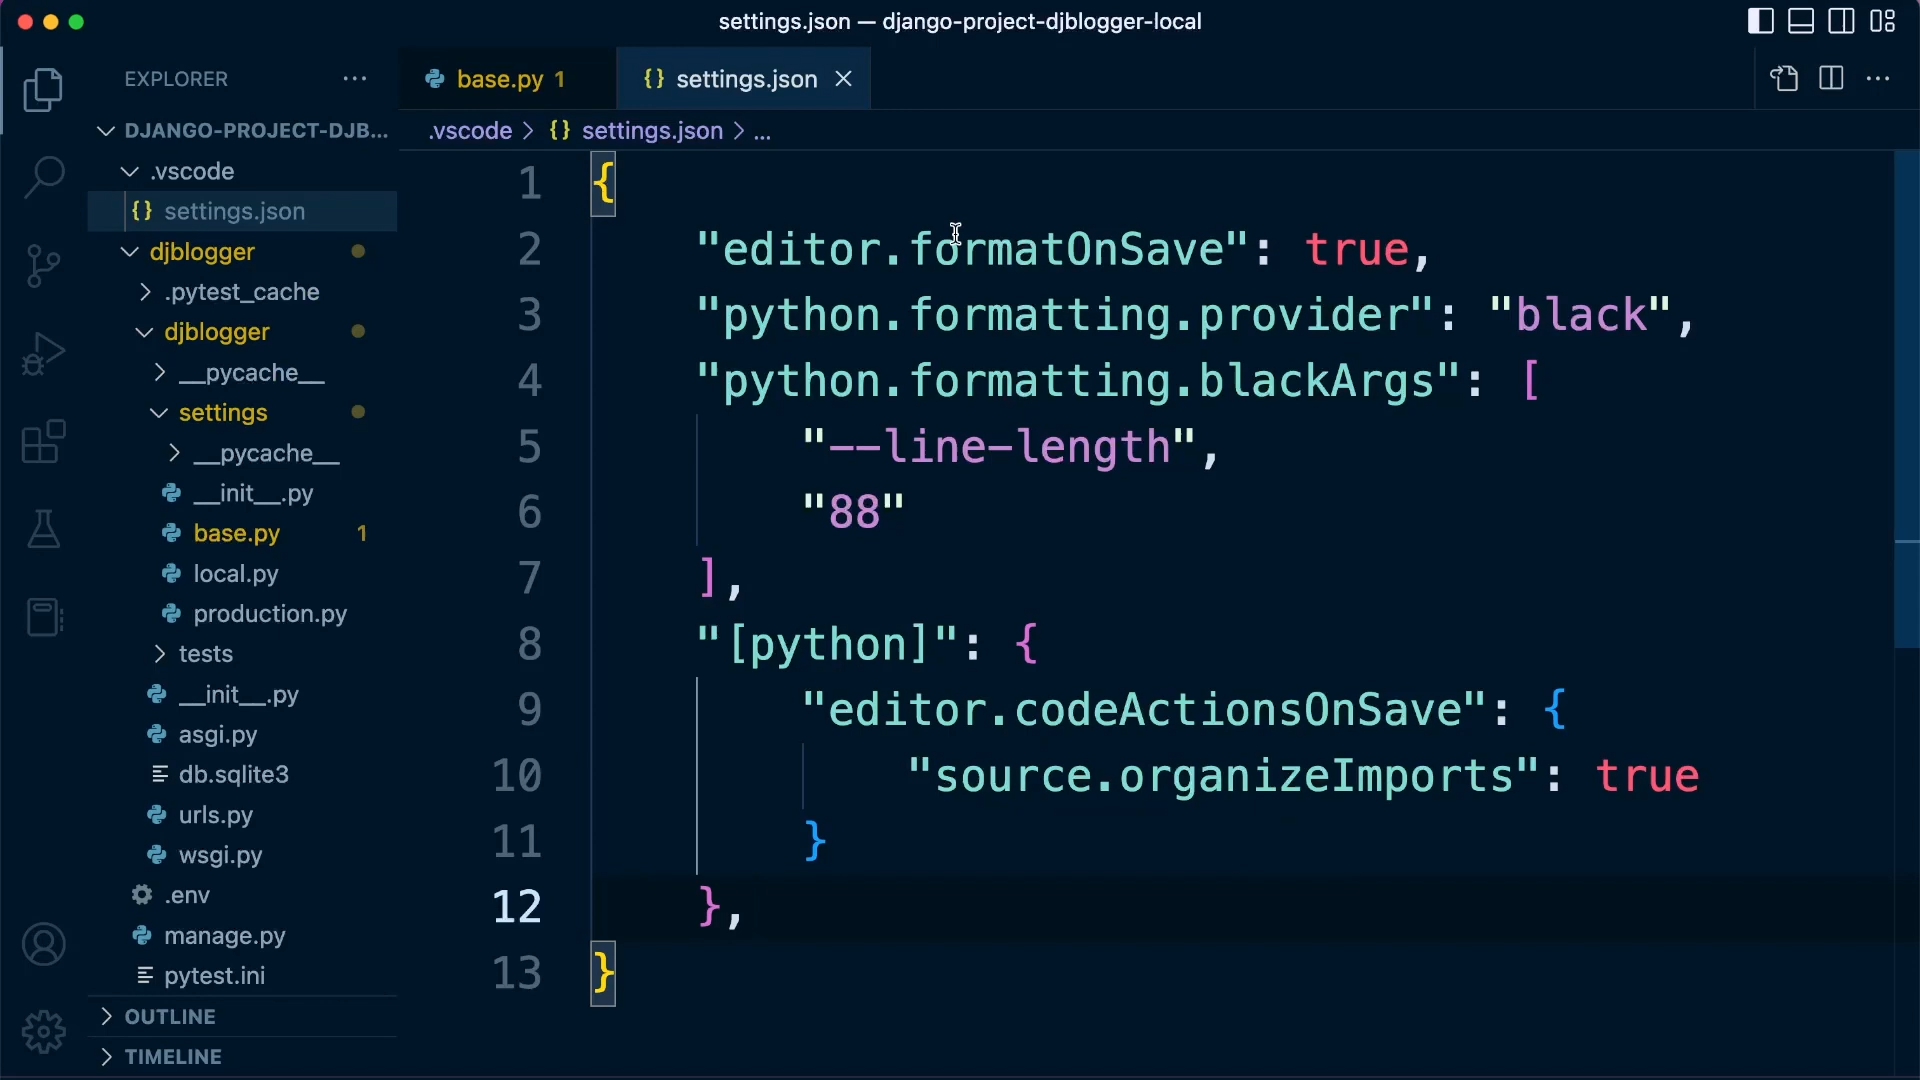 settings.json — django-project-djblogger-local
EXPLORER
DJANGO-PROJECT-DJB...
.vscode
{} settings.json
djblogger
.pytest_cache
djblogger
__pycache__
settings
__pycache__
__init__.py
base.py 1
local.py
production.py
tests
__init__.py
asgi.py
db.sqlite3
urls.py
wsgi.py
.env
manage.py
pytest.ini
OUTLINE
TIMELINE
base.py 1
{} settings.json
.vscode > {} settings.json > ...
1 {
2 "editor.formatOnSave": true,
3 "python.formatting.provider": "black",
4 "python.formatting.blackArgs": [
5 "--line-length",
6 "88"
7 ],
8 "[python]": {
9 "editor.codeActionsOnSave": {
10 "source.organizeImports": true
11 }
12 },
13 }